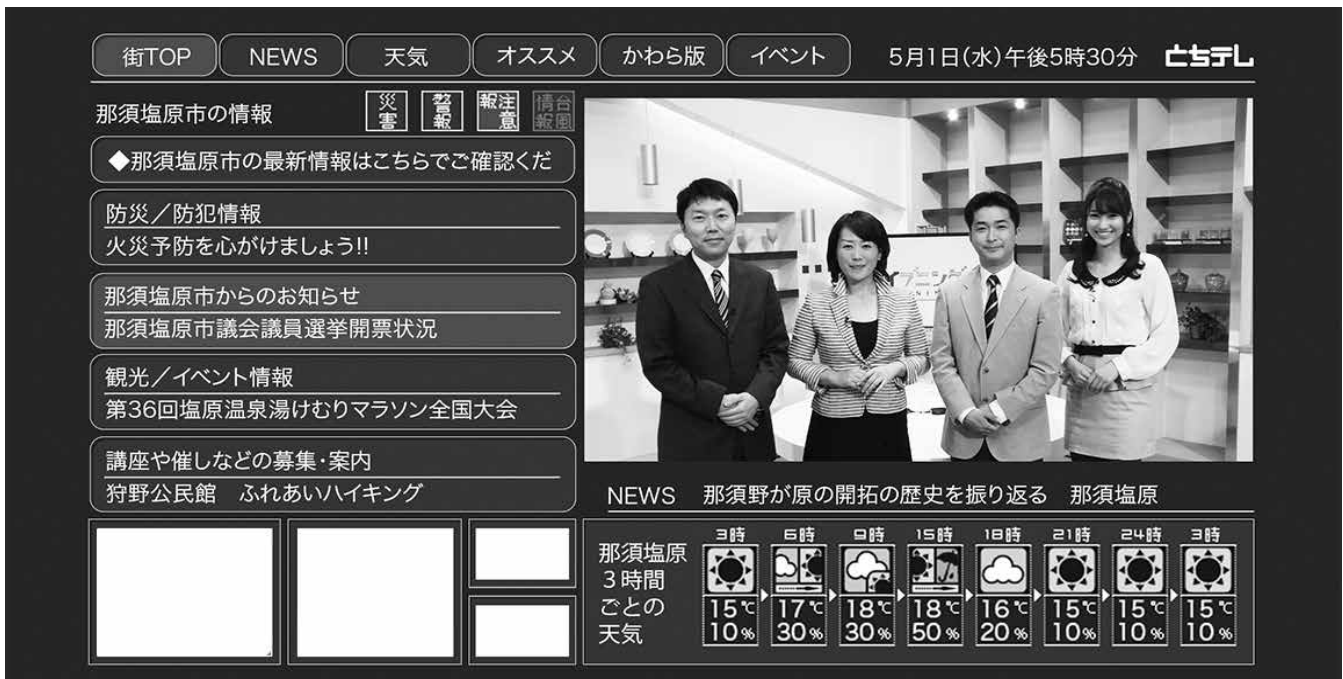 街TOP NEWS 天気 オススメ かわら版 イベント 5月1日(水)午後5時30分 とちテレ
那須塩原市の情報 災害 警報 注意報 台風情報
◆那須塩原市の最新情報はこちらでご確認くだ
防災／防犯情報
火災予防を心がけましょう!!
那須塩原市からのお知らせ
那須塩原市議会議員選挙開票状況
観光／イベント情報
第36回塩原温泉湯けむりマラソン全国大会
講座や催しなどの募集・案内
狩野公民館 ふれあいハイキング
イブニング
NEWS 那須野が原の開拓の歴史を振り返る 那須塩原
那須塩原
3時間
ごとの
天気
3時 6時 9時 15時 18時 21時 24時 3時
15℃ 17℃ 18℃ 18℃ 16℃ 15℃ 15℃ 15℃
10% 30% 30% 50% 20% 10% 10% 10%